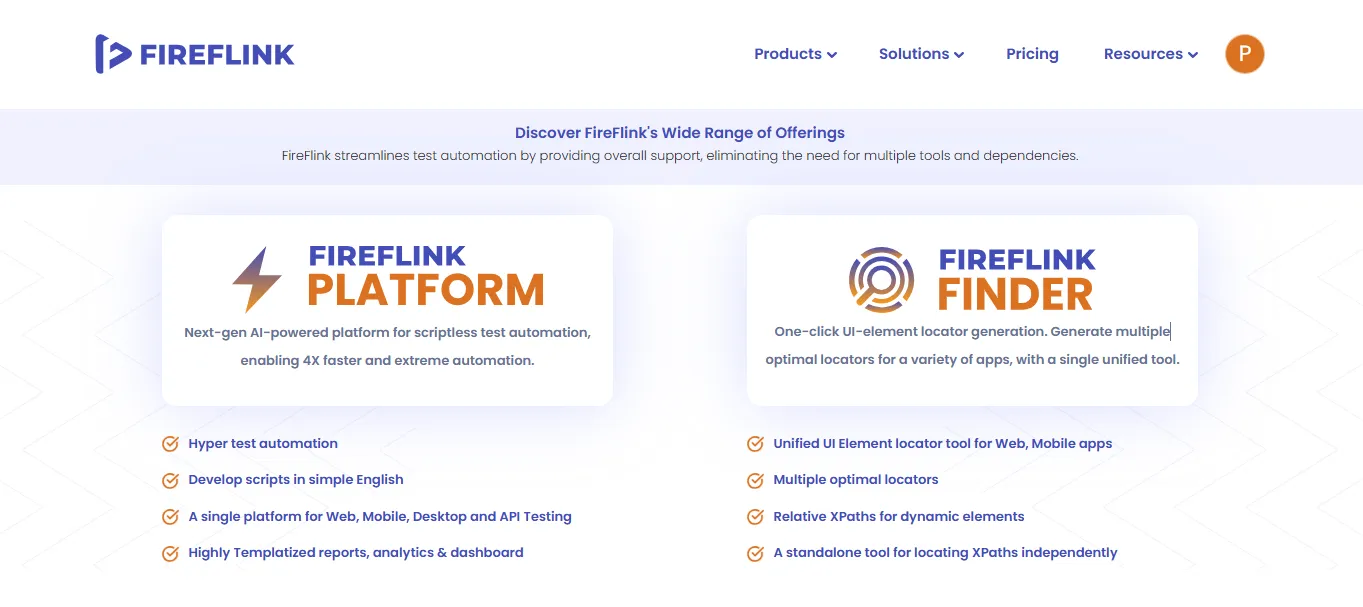 FIREFLINK
Products
Solutions
Pricing
Resources
P
Discover FireFlink's Wide Range of Offerings
FireFlink streamlines test automation by providing overall support, eliminating the need for multiple tools and dependencies.
FIREFLINK
PLATFORM
Next-gen AI-powered platform for scriptless test automation,
enabling 4X faster and extreme automation.
Hyper test automation
Develop scripts in simple English
A single platform for Web, Mobile, Desktop and API Testing
Highly Templatized reports, analytics & dashboard
FIREFLINK
FINDER
One-click UI-element locator generation. Generate multiple
optimal locators for a variety of apps, with a single unified tool.
Unified UI Element locator tool for Web, Mobile apps
Multiple optimal locators
Relative XPaths for dynamic elements
A standalone tool for locating XPaths independently